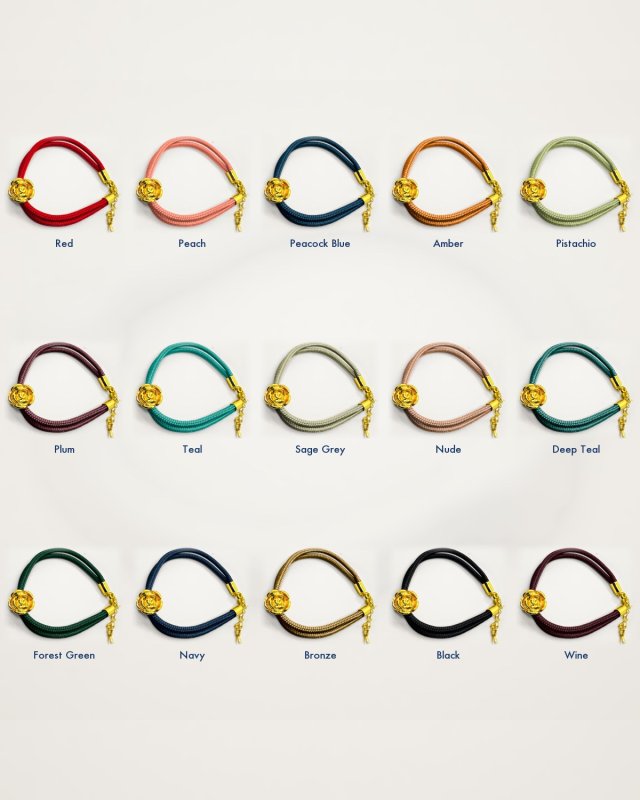 Red
Peach
Peacock Blue
Amber
Pistachio
Plum
Teal
Sage Grey
Nude
Deep Teal
Forest Green
Navy
Bronze
Black
Wine